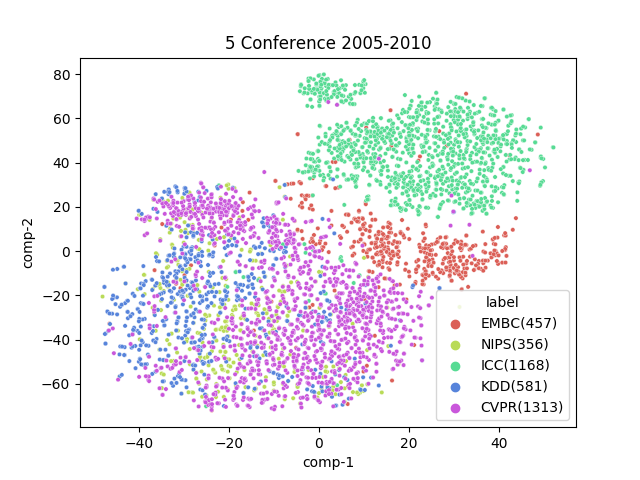 5 Conference 2005-2010
comp-2
80
60
40
20
0
−20
−40
−60
label
EMBC(457)
NIPS(356)
ICC(1168)
KDD(581)
CVPR(1313)
−40
−20
0
20
40
comp-1